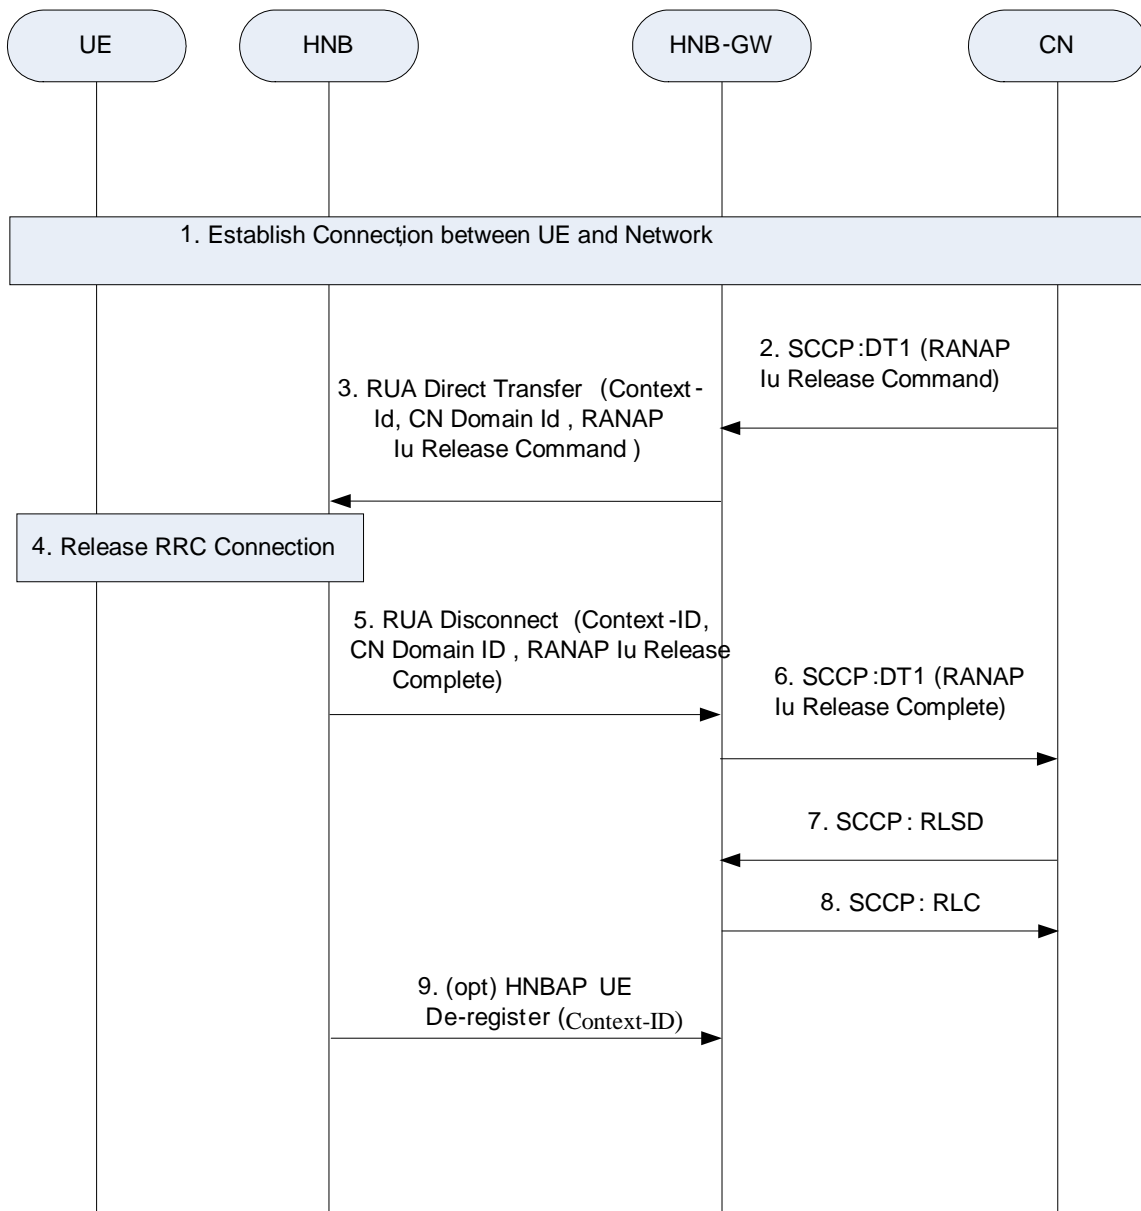 UE
HNB
HNB-GW
CN
1. Establish Connection between UE and Network
2. SCCP:DT1 (RANAP
Iu Release Command)
3. RUA Direct Transfer (Context-
Id, CN Domain Id , RANAP
Iu Release Command )
4. Release RRC Connection
5. RUA Disconnect (Context-ID,
CN Domain ID , RANAP Iu Release
Complete)
6. SCCP:DT1 (RANAP
Iu Release Complete)
7. SCCP: RLSD
8. SCCP: RLC
9. (opt) HNBAP UE
De-register (Context-ID)